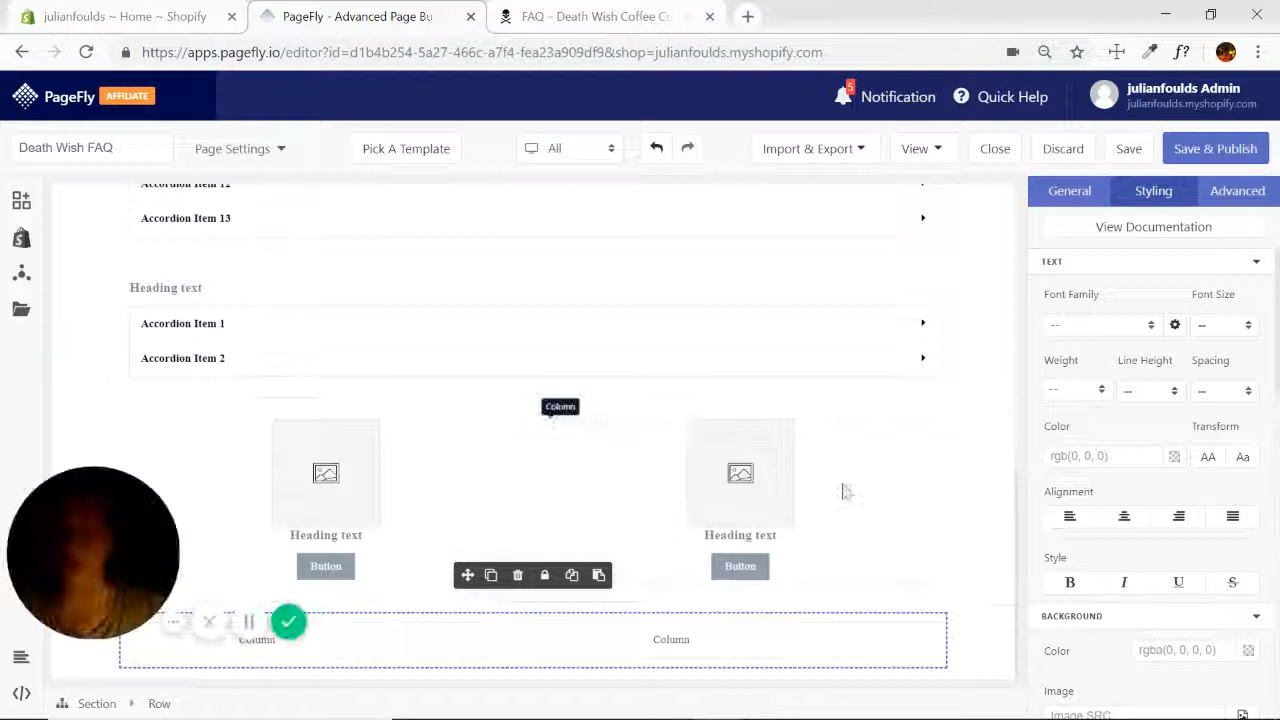 julianfoulds ~ Home ~ Shopify
PageFly - Advanced Page Bu
FAQ – Death Wish Coffee C
https://apps.pagefly.io/editor?id=d1b4b254-5a27-466c-a7f4-fea23a909df9&shop=julianfoulds.myshopify.com
f?
PageFly AFFILIATE
5
Notification
Quick Help
julianfoulds Admin
julianfoulds.myshopify.com
Death Wish FAQ
Page Settings
Pick A Template
All
Import & Export
View
Close
Discard
Save
Save & Publish
General
Styling
Advanced
View Documentation
Accordion Item 12
Accordion Item 13
Heading text
Accordion Item 1
Accordion Item 2
Column
Heading text
Heading text
Button
Button
Column
Column
Section
Row
TEXT
Font Family
Font Size
--
--
Weight
Line Height
Spacing
--
--
--
Color
Transform
rgb(0, 0, 0)
AA
Aa
Alignment
Style
B
I
U
S
BACKGROUND
Color
rgba(0, 0, 0, 0)
Image
Image SRC